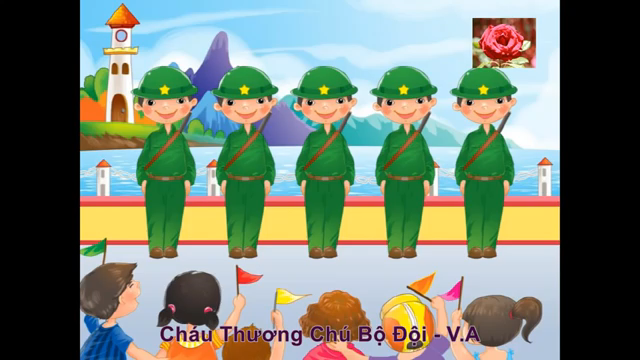 Cháu Thương Chú Bộ Đội - V.A